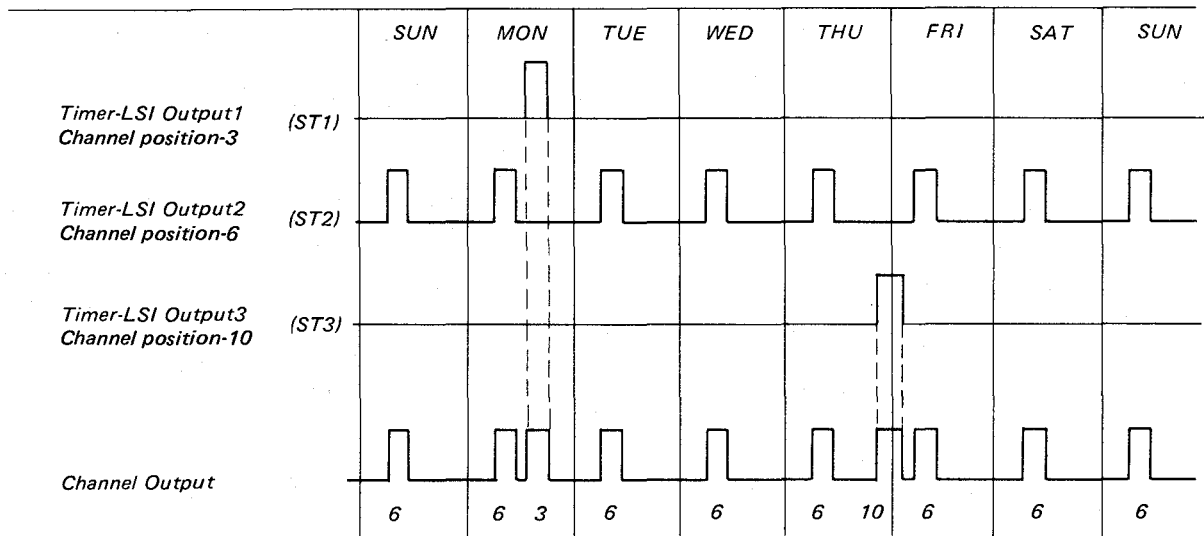 SUN MON TUE WED THU FRI SAT SUN
Timer-LSI Output1 (ST1)
Channel position-3
Timer-LSI Output2 (ST2)
Channel position-6
Timer-LSI Output3 (ST3)
Channel position-10
Channel Output
6 6 3 6 6 6 10 6 6 6